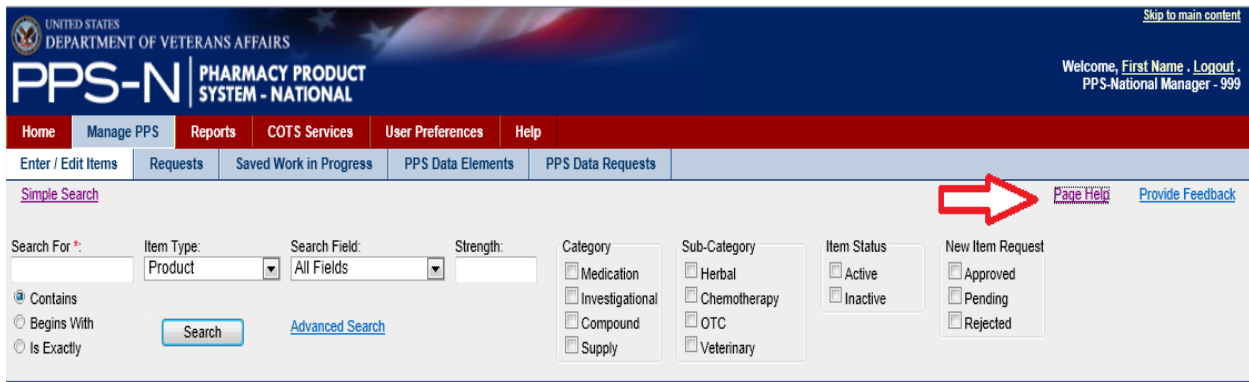 Skip to main content
UNITED STATES
DEPARTMENT OF VETERANS AFFAIRS
PPS-N PHARMACY PRODUCT
SYSTEM - NATIONAL
Welcome, First Name . Logout .
PPS-National Manager - 999
Home Manage PPS Reports COTS Services User Preferences Help
Enter / Edit Items Requests Saved Work in Progress PPS Data Elements PPS Data Requests
Simple Search Page Help Provide Feedback
Search For *: Item Type: Search Field: Strength: Category Sub-Category Item Status New Item Request
Product All Fields
Medication Herbal Active Approved
Contains Investigational Chemotherapy Inactive Pending
Begins With Search Advanced Search Compound OTC Rejected
Is Exactly Supply Veterinary